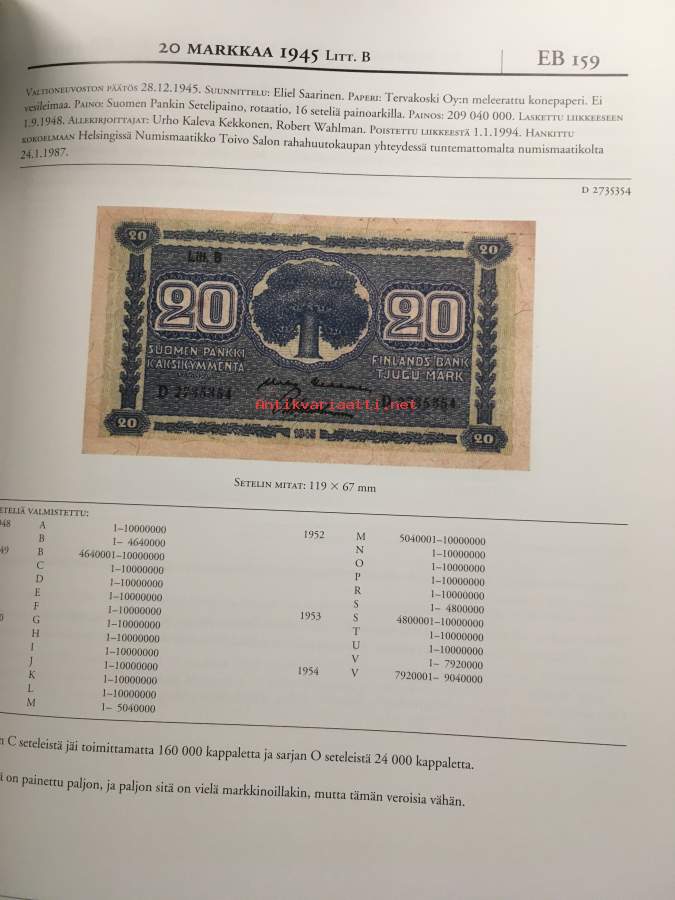 20 MARKKAA 1945 LITT. B
EB 159
VALTIONEUVOSTON PÄÄTÖS 28.12.1945. SUUNNITTELU: Eliel Saarinen. PAPERI: Tervakoski Oy:n meleerattu konepaperi. Ei
vesileimaa. PAINO: Suomen Pankin Setelipaino, rotaatio, 16 seteliä painoarkilla. PAINOS: 209 040 000. LASKETTU LIIKKEESEEN
1.9.1948. ALLEKIRJOITTAJAT: Urho Kaleva Kekkonen, Robert Wahlman. POISTETTU LIIKKEESTÄ 1.1.1994. HANKITTU
KOKOELMAAN Helsingissä Numismaatikko Toivo Salon rahahuutokaupan yhteydessä tuntemattomalta numismaatikolta
24.1.1987.
D 2735354
20 20
Litt. B
20 20
SUOMEN PANKKI FINLANDS BANK
KAKSIKYMMENTÄ TJUGU MARK
D 2735354
Antikvariaatti.net
20 1945 20
SETELIN MITAT: 119 × 67 mm
ETELIÄ VALMISTETTU:
948 A 1–10000000
B 1– 4640000
49 B 4640001–10000000
C 1–10000000
D 1–10000000
E 1–10000000
F 1–10000000
0 G 1–10000000
H 1–10000000
I 1–10000000
J 1–10000000
K 1–10000000
L 1–10000000
M 1– 5040000
1952 M 5040001–10000000
N 1–10000000
O 1–10000000
P 1–10000000
R 1–10000000
S 1– 4800000
1953 S 4800001–10000000
T 1–10000000
U 1–10000000
V 1– 7920000
1954 V 7920001– 9040000
n C seteleistä jäi toimittamatta 160 000 kappaletta ja sarjan O seteleistä 24 000 kappaletta.
ä on painettu paljon, ja paljon sitä on vielä markkinoillakin, mutta tämän veroisia vähän.